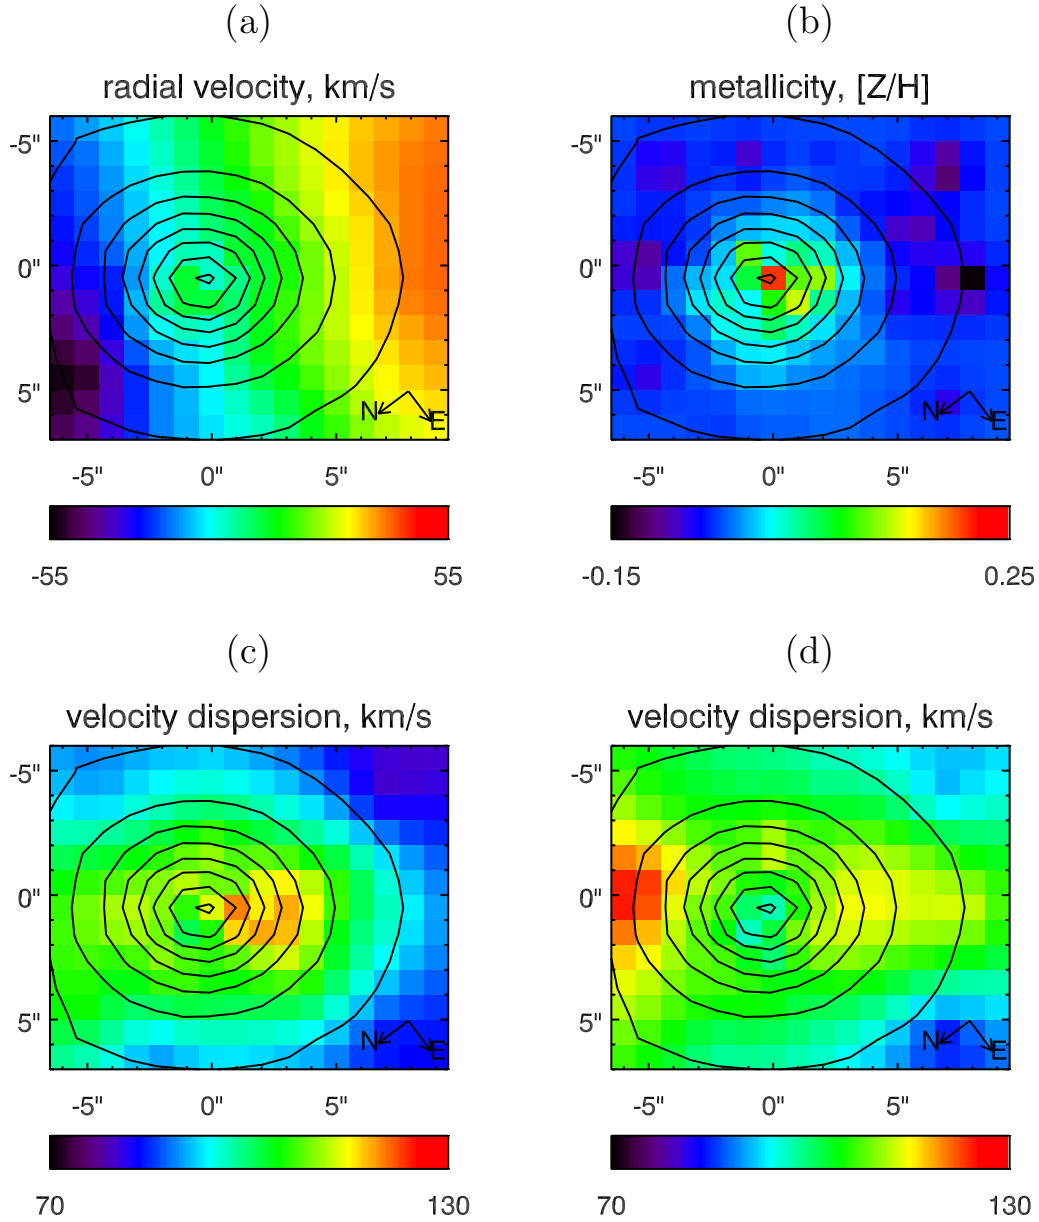 (a) (b)
radial velocity, km/s metallicity, [Z/H]
-5" -5"
0" 0"
5" 5"
N E N E
-5" 0" 5" -5" 0" 5"
-55 55 -0.15 0.25
(c) (d)
velocity dispersion, km/s velocity dispersion, km/s
-5" -5"
0" 0"
5" 5"
N E N E
-5" 0" 5" -5" 0" 5"
70 130 70 130